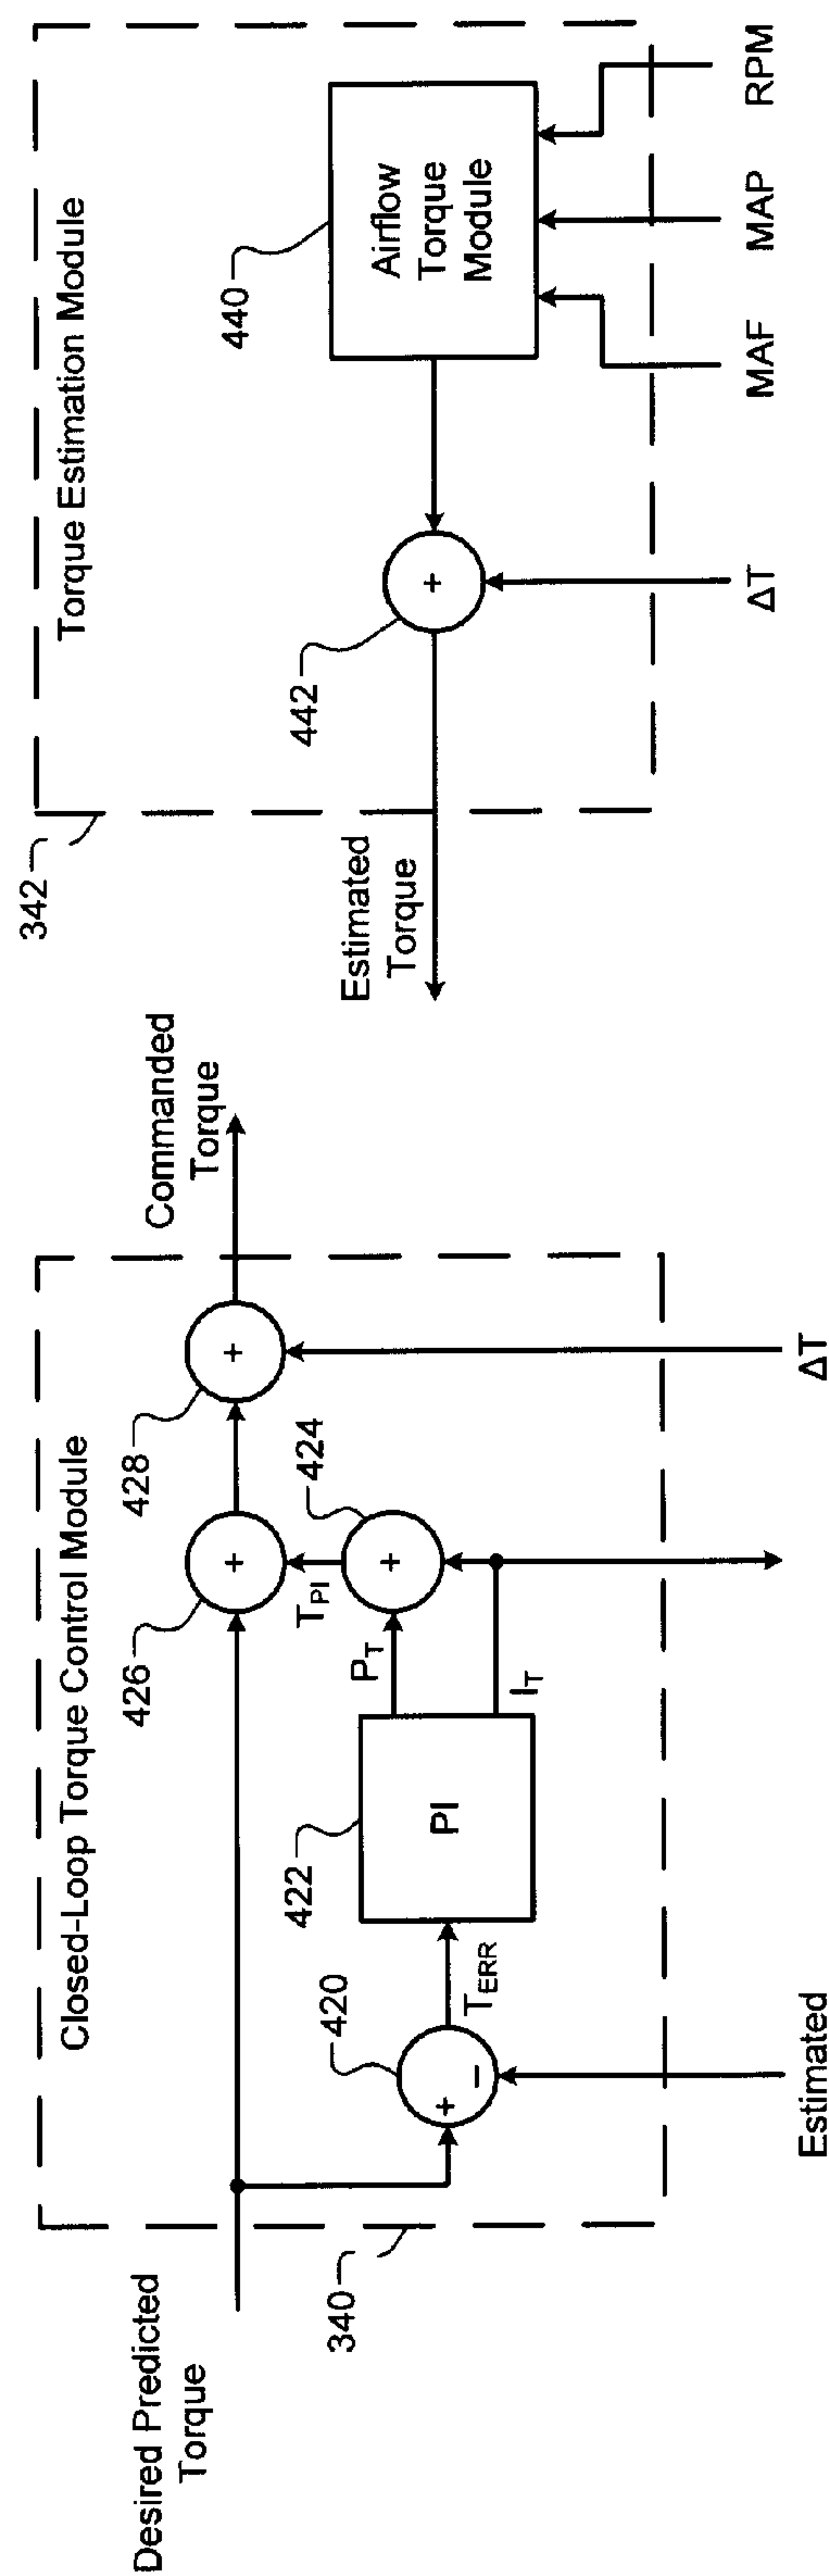 Desired Predicted
Torque
340
Closed-Loop Torque Control Module
426
428
Commanded
Torque
420
+
−
T_ERR
422
PI
P_T
I_T
T_PI
424
+
+
+
Estimated
ΔT
342
Torque Estimation Module
Estimated
Torque
442
+
440
Airflow
Torque
Module
ΔT
MAF
MAP
RPM